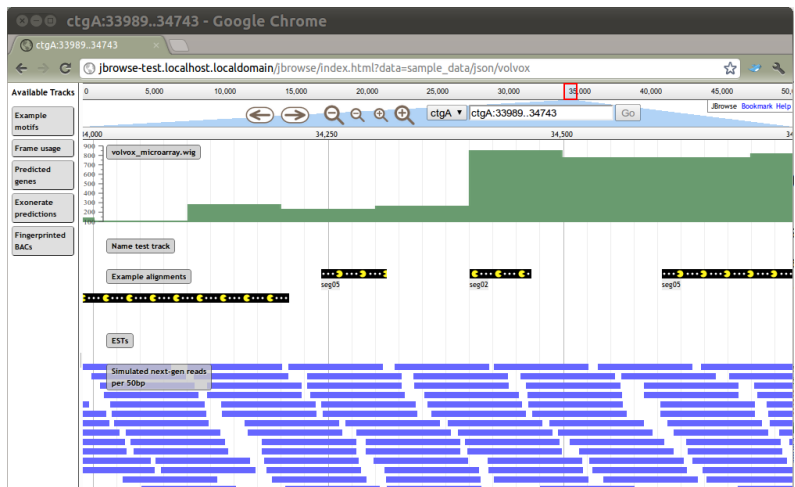 ctgA:33989..34743 - Google Chrome
ctgA:33989..34743
jbrowse-test.localhost.localdomain/jbrowse/index.html?data=sample_data/json/volvox
Available Tracks
0 5,000 10,000 15,000 20,000 25,000 30,000 35,000 40,000 45,000 50,0
Example
motifs
Frame usage
Predicted
genes
Exonerate
predictions
Fingerprinted
BACs
ctgA ctgA:33989..34743 Go
JBrowse Bookmark Help
34,000 34,250 34,500
900
800
700
600
500
400
300
200
100
volvox_microarray.wig
Name test track
Example alignments
seg05 seg02 seg05
ESTs
Simulated next-gen reads
per 50bp